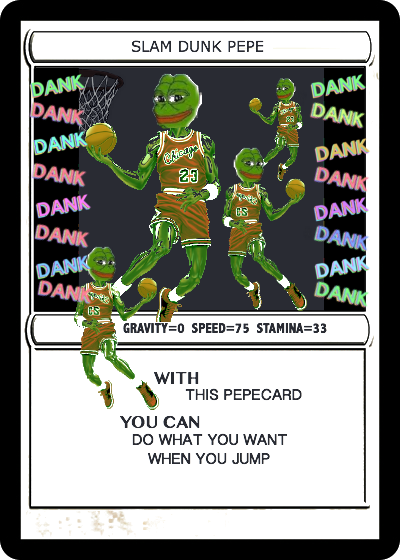 SLAM DUNK PEPE
DANK DANK
DANK DANK
DANK DANK
DANK DANK
DANK DANK
DANK DANK
DANK DANK
DANK DANK
Chicago
23
GRAVITY=0 SPEED=75 STAMINA=33
WITH
THIS PEPECARD
YOU CAN
DO WHAT YOU WANT
WHEN YOU JUMP